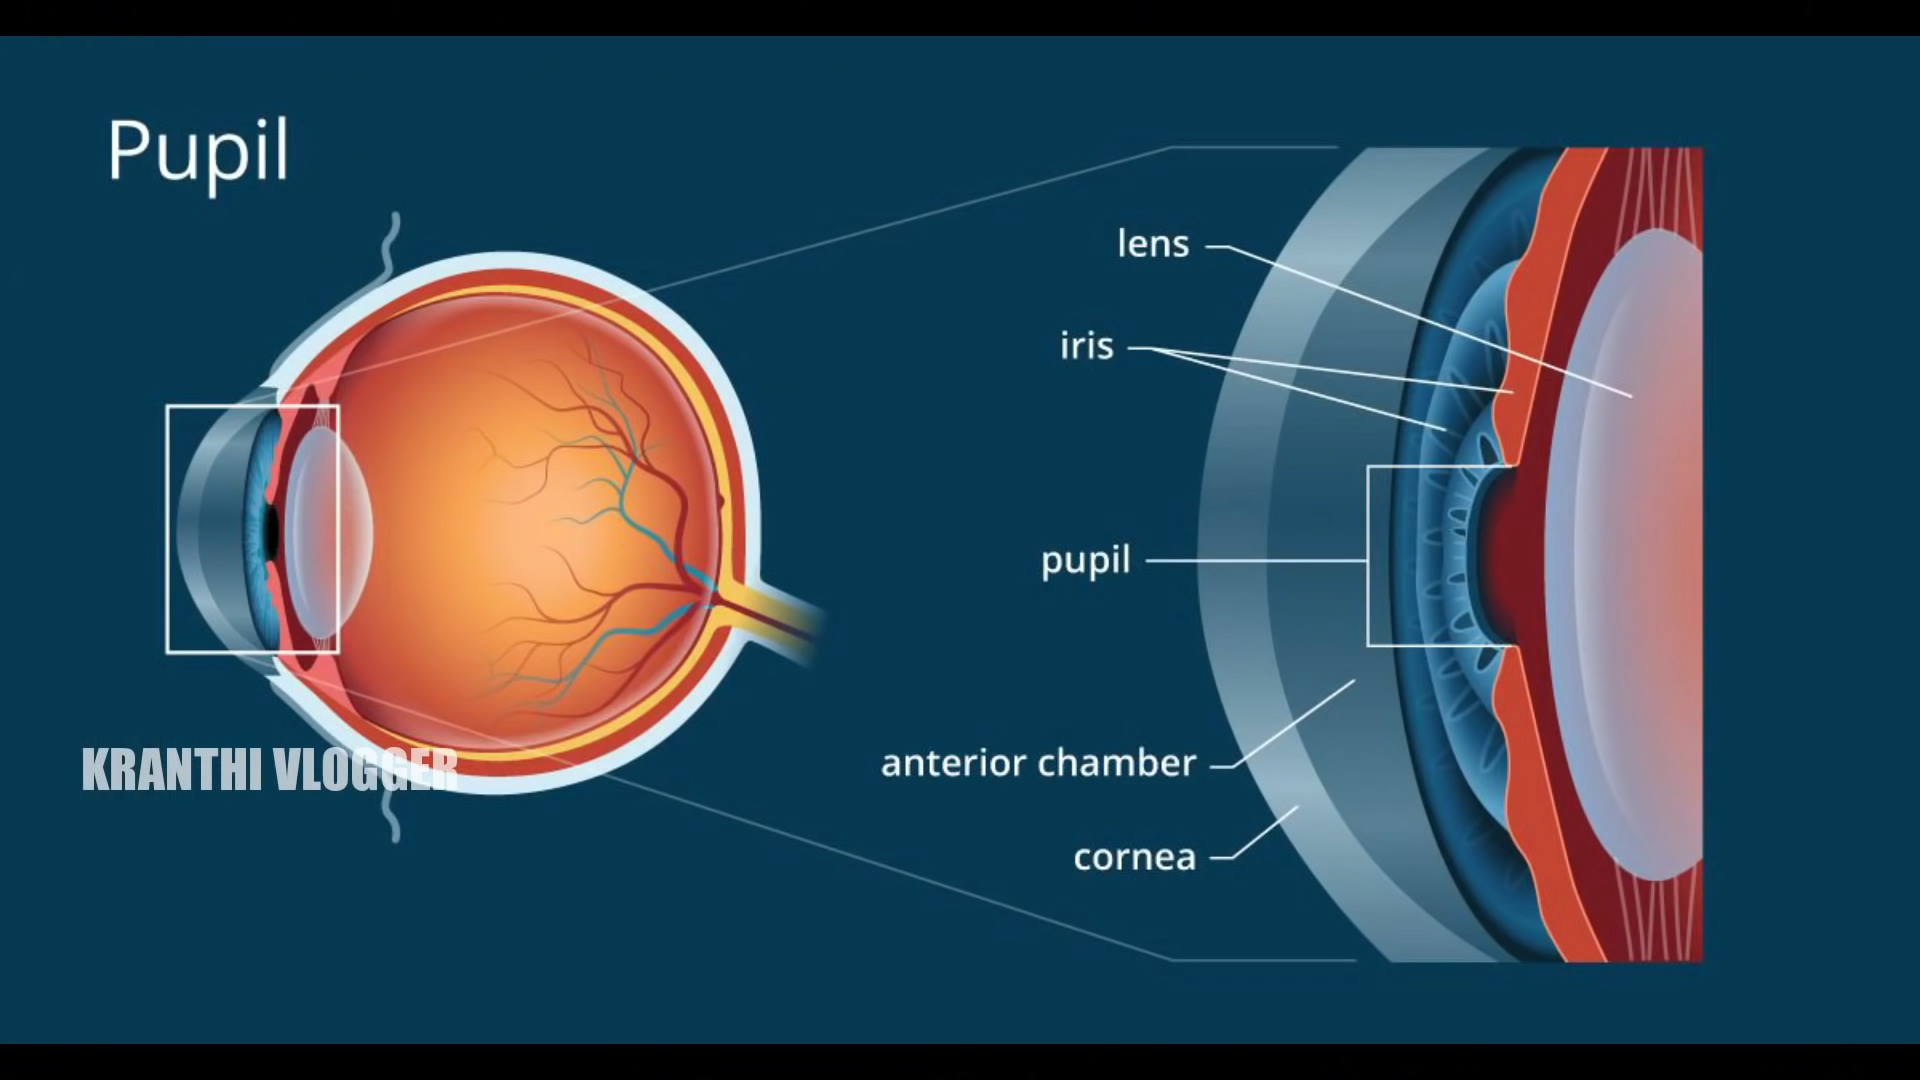 Pupil
lens
iris
pupil
anterior chamber
cornea
KRANTHI VLOGGER